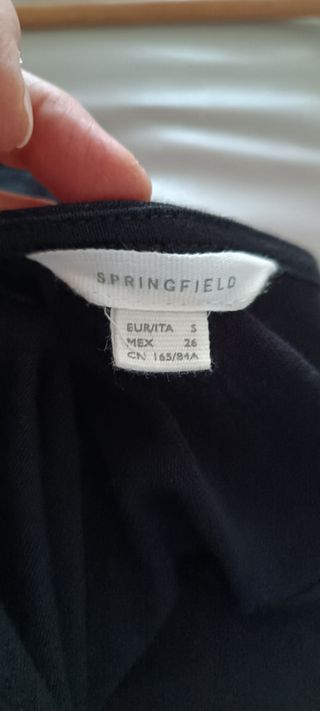 SPRINGFIELD
EUR/ITA S
MEX 26
CN 165/84A